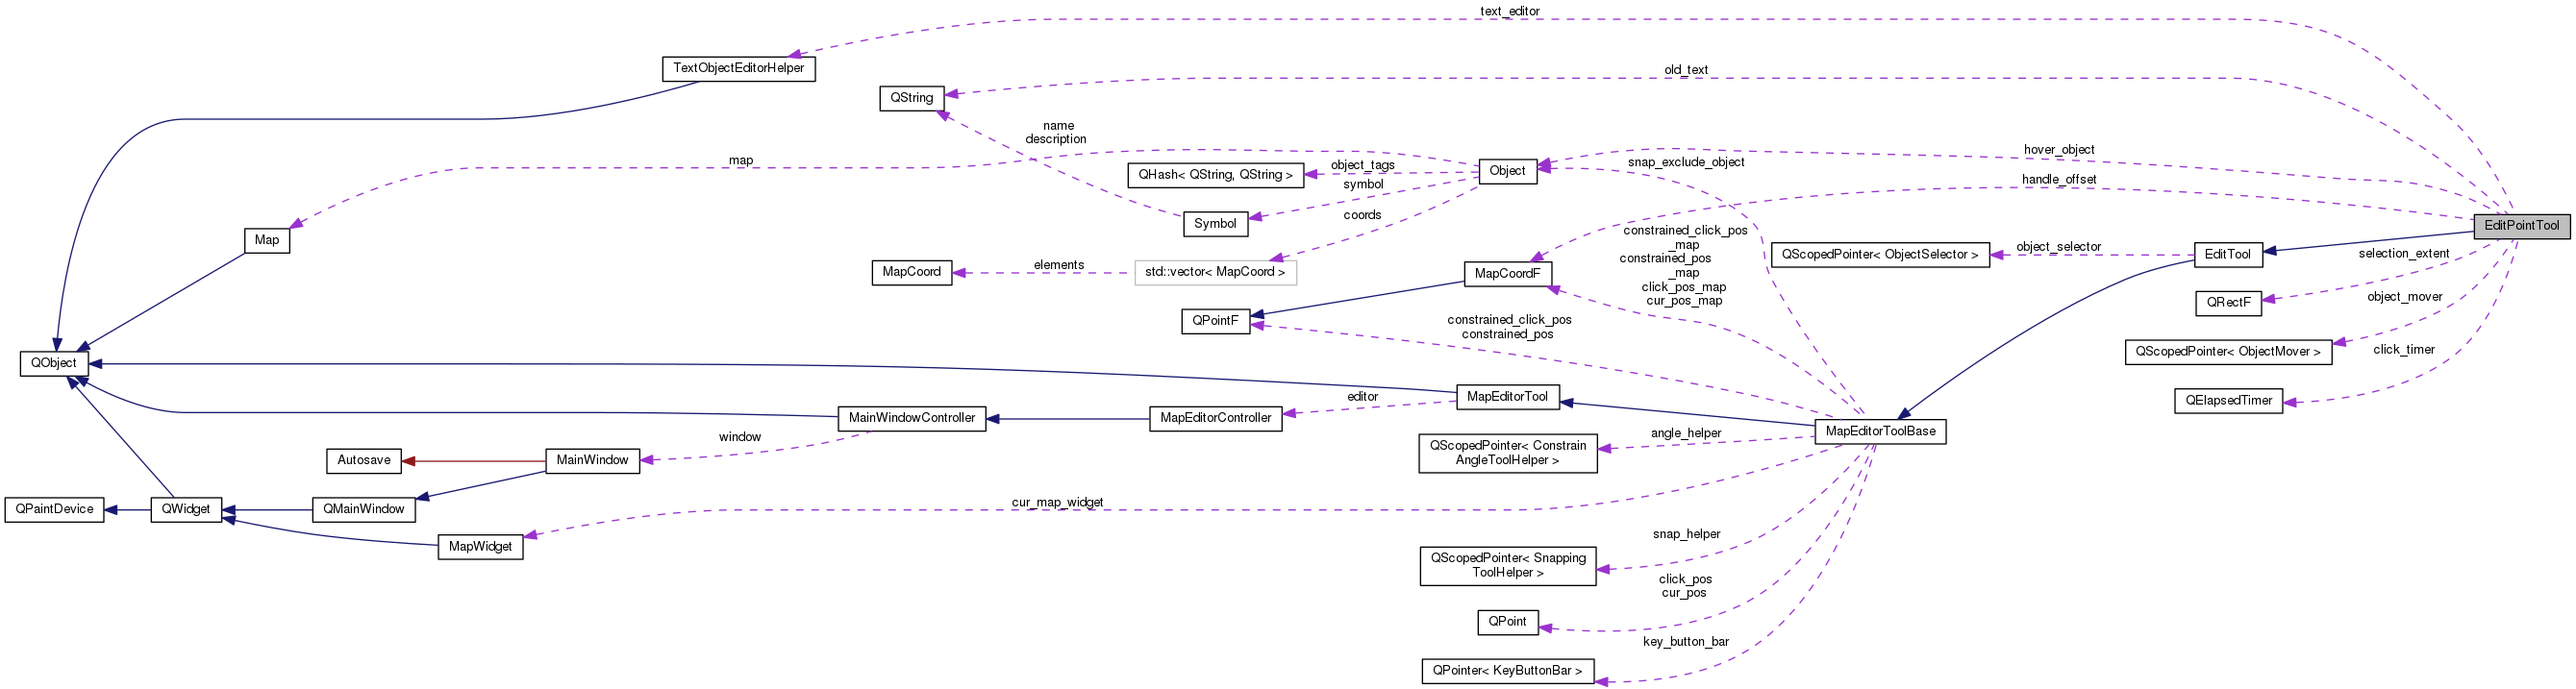 text_editor
TextObjectEditorHelper
old_text
QString
name
description
map
object_tags
QHash< QString, QString >
Object
snap_exclude_object
hover_object
handle_offset
symbol
Symbol
coords
EditPointTool
Map
constrained_click_pos
_map
constrained_pos
_map
click_pos_map
cur_pos_map
object_selector
QScopedPointer< ObjectSelector >
EditTool
selection_extent
MapCoord
elements
std::vector< MapCoord >
MapCoordF
QRectF
object_mover
QPointF
constrained_click_pos
constrained_pos
QScopedPointer< ObjectMover >
click_timer
QObject
MapEditorTool
editor
QElapsedTimer
MainWindowController
MapEditorController
MapEditorToolBase
window
angle_helper
QScopedPointer< Constrain
AngleToolHelper >
Autosave
MainWindow
cur_map_widget
QPaintDevice
QWidget
QMainWindow
MapWidget
snap_helper
QScopedPointer< Snapping
ToolHelper >
click_pos
cur_pos
QPoint
key_button_bar
QPointer< KeyButtonBar >